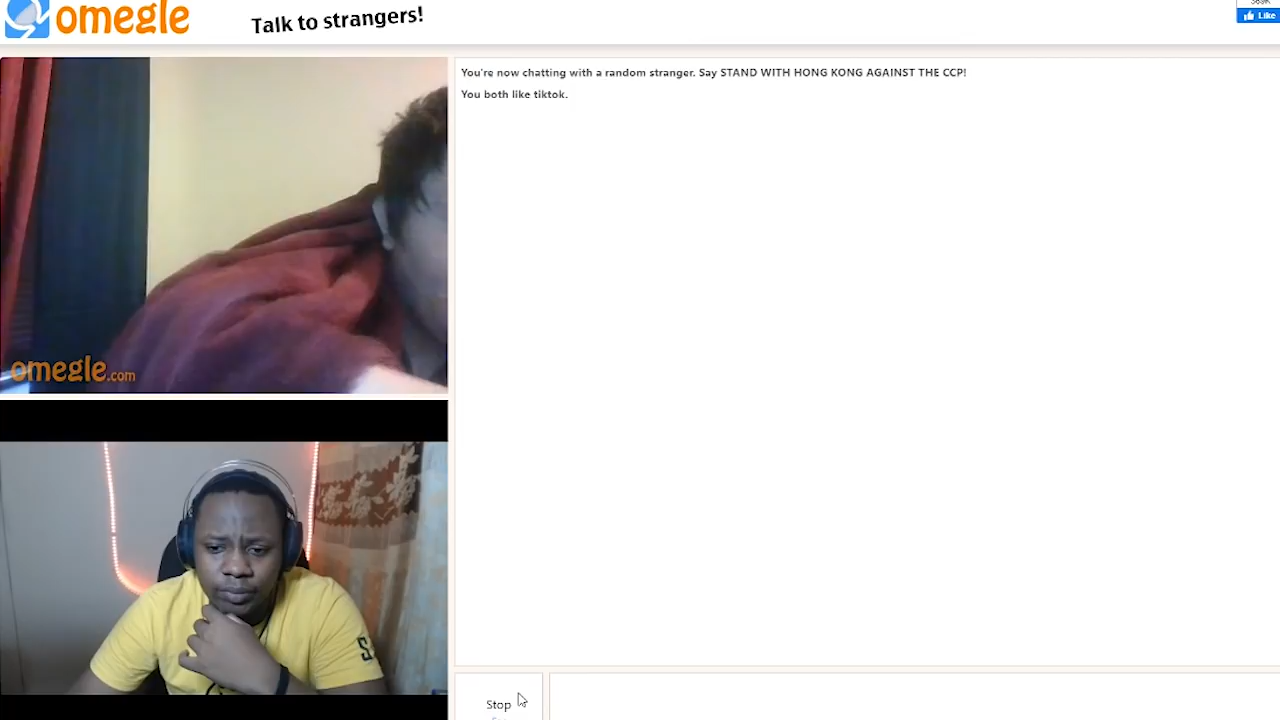 omegle
Talk to strangers!
Like
You're now chatting with a random stranger. Say STAND WITH HONG KONG AGAINST THE CCP!
You both like tiktok.
omegle.com
Stop